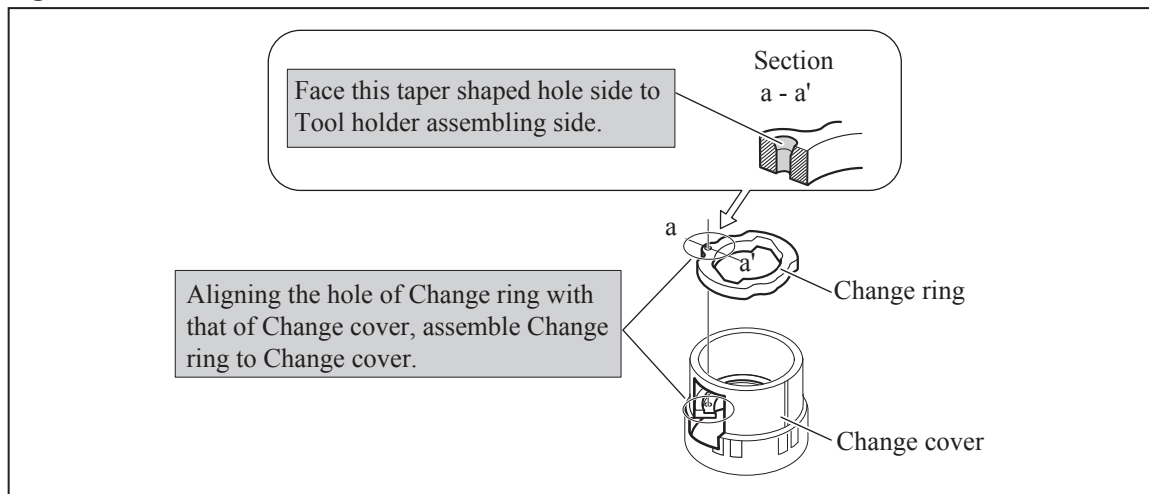 Face this taper shaped hole side to
Tool holder assembling side.
Section
a - a'
a
a'
Change ring
Aligning the hole of Change ring with
that of Change cover, assemble Change
ring to Change cover.
Change cover